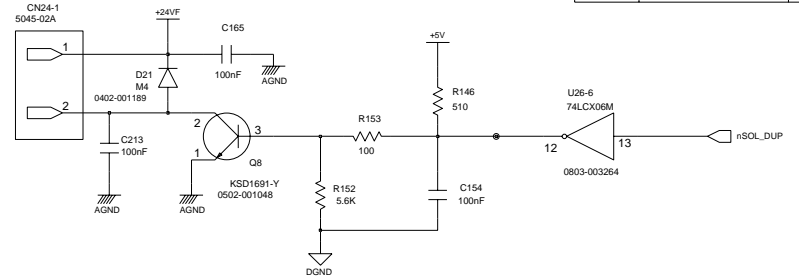 CN24-1
5045-02A
1
2
+24VF
C165
100nF
AGND
D21
M4
0402-001189
C213
100nF
AGND
2
1
3
Q8
KSD1691-Y
0502-001048
AGND
R153
100
R152
5.6K
DGND
+5V
R146
510
C154
100nF
U26-6
74LCX06M
12
13
0803-003264
nSOL_DUP